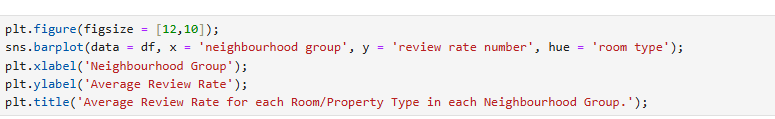 plt.figure(figsize = [12,10]);
sns.barplot(data = df, x = 'neighbourhood group', y = 'review rate number', hue = 'room type');
plt.xlabel('Neighbourhood Group');
plt.ylabel('Average Review Rate');
plt.title('Average Review Rate for each Room/Property Type in each Neighbourhood Group.');